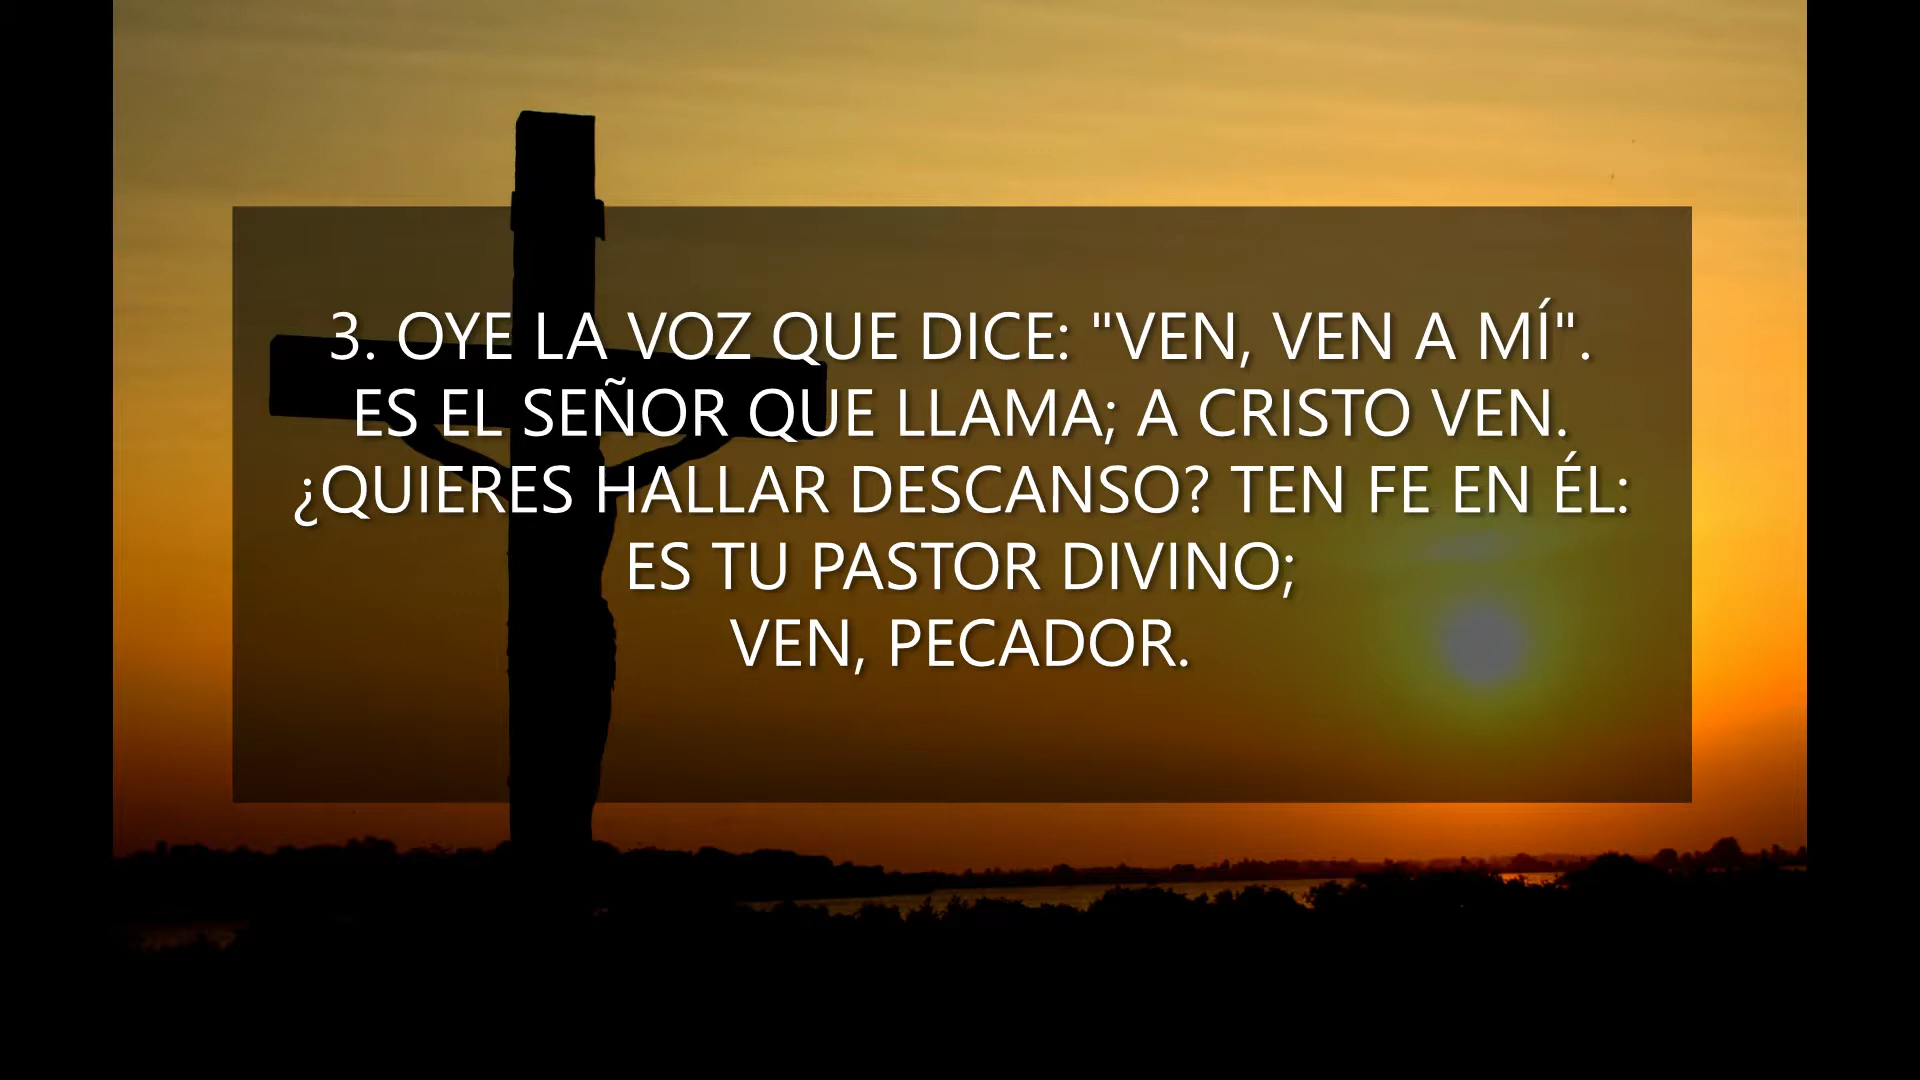 3. OYE LA VOZ QUE DICE: "VEN, VEN A MÍ".
ES EL SEÑOR QUE LLAMA; A CRISTO VEN.
¿QUIERES HALLAR DESCANSO? TEN FE EN ÉL:
ES TU PASTOR DIVINO;
VEN, PECADOR.